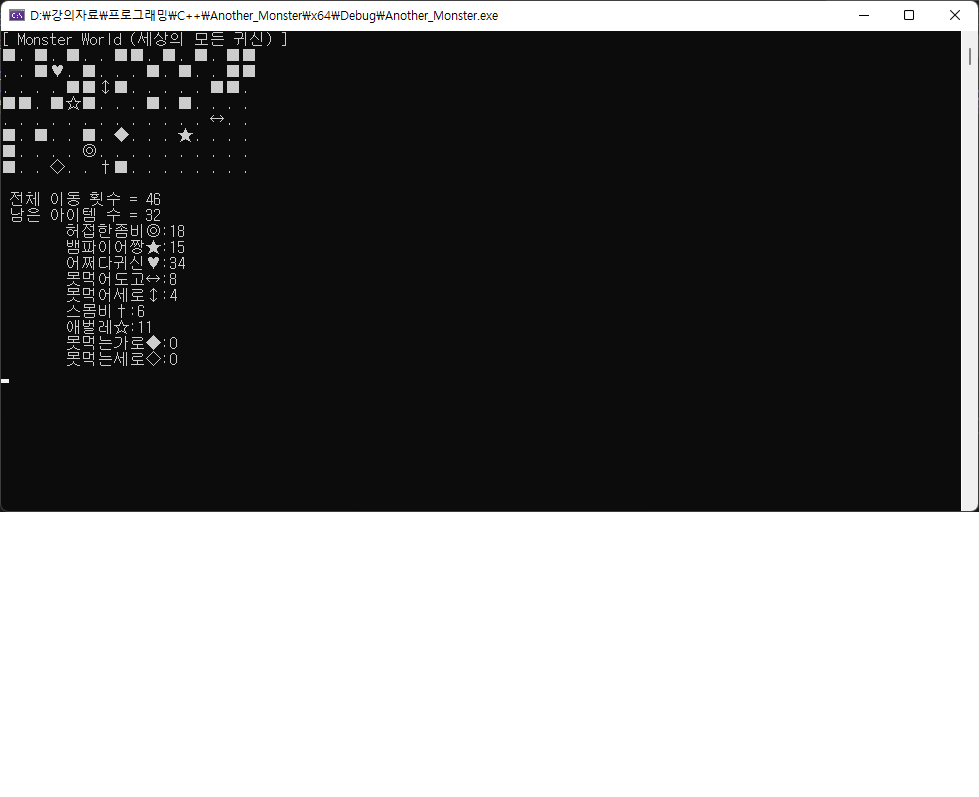 D:₩강의자료₩프로그래밍₩C++₩Another_Monster₩x64₩Debug₩Another_Monster.exe
[ Monster World (세상의 모든 귀신) ]
■. ■. ■. . ■■. ■. ■. ■■
. . ■♥. ■. . . ■. ■. . ■■
. . . . ■■↕■. . . . . ■■.
■■. ■☆■. . . ■. ■. . . .
. . . . . . . . . . . . . ↔. .
■. ■. . ■. ◆. . . ★. . . .
■. . . . ◎. . . . . . . . . .
■. . ◇. . †■. . . . . . . .
전체 이동 횟수 = 46
남은 아이템 수 = 32
허접한좀비◎:18
뱀파이어짱★:15
어쩌다귀신♥:34
못먹어도고↔:8
못먹어세로↕:4
스몸비†:6
애벌레☆:11
못먹는가로◆:0
못먹는세로◇:0